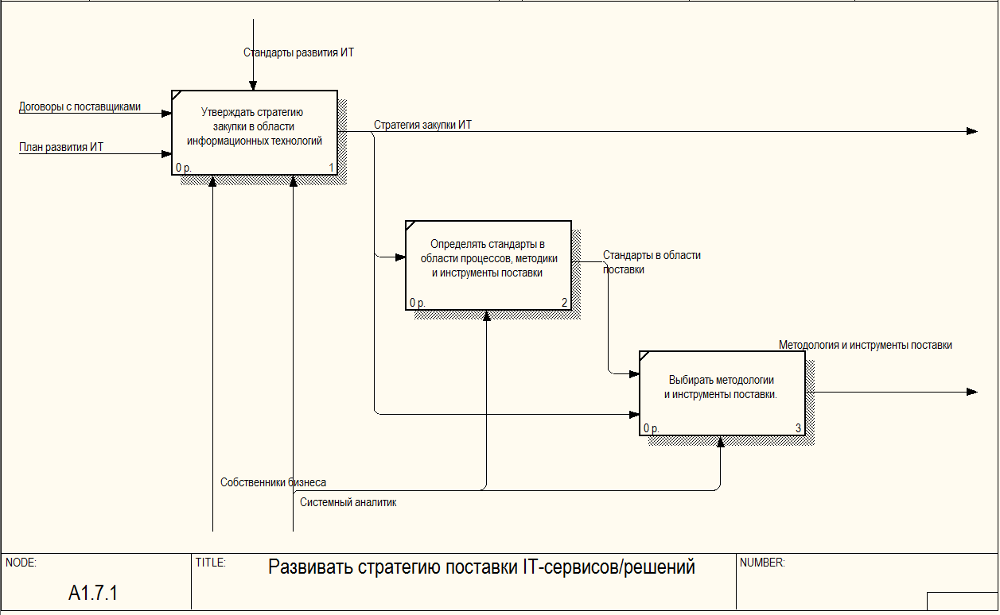 Стандарты развития ИТ
Договоры с поставщиками
План развития ИТ
Утверждать стратегию
закупки в области
информационных технологий
0 р.
1
Стратегия закупки ИТ
Определять стандарты в
области процессов, методики
и инструменты поставки
0 р.
2
Стандарты в области
поставки
Методология и инструменты поставки
Выбирать методологии
и инструменты поставки.
0 р.
3
Собственники бизнеса
Системный аналитик
NODE:
A1.7.1
TITLE:
Развивать стратегию поставки IT-сервисов/решений
NUMBER: